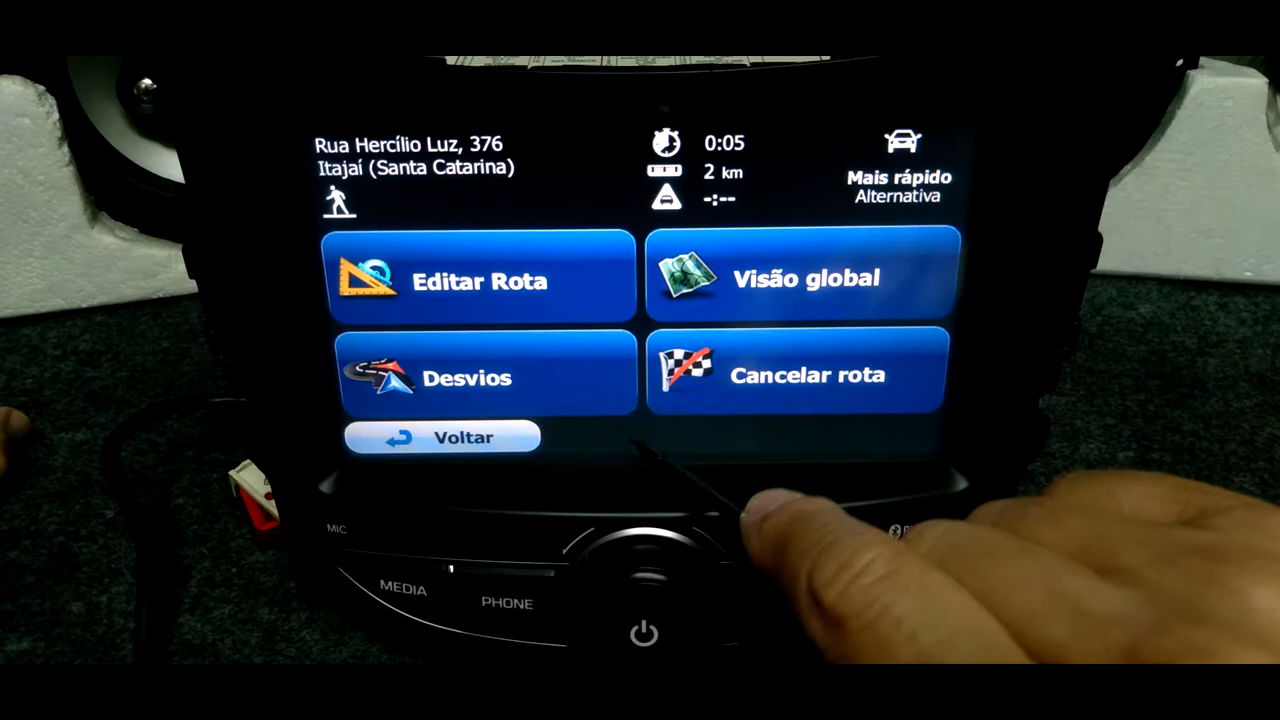 Rua Hercílio Luz, 376
Itajaí (Santa Catarina)
0:05
2 km
-:--
Mais rápido
Alternativa
Editar Rota
Visão global
Desvios
Cancelar rota
Voltar
MIC
MEDIA
PHONE